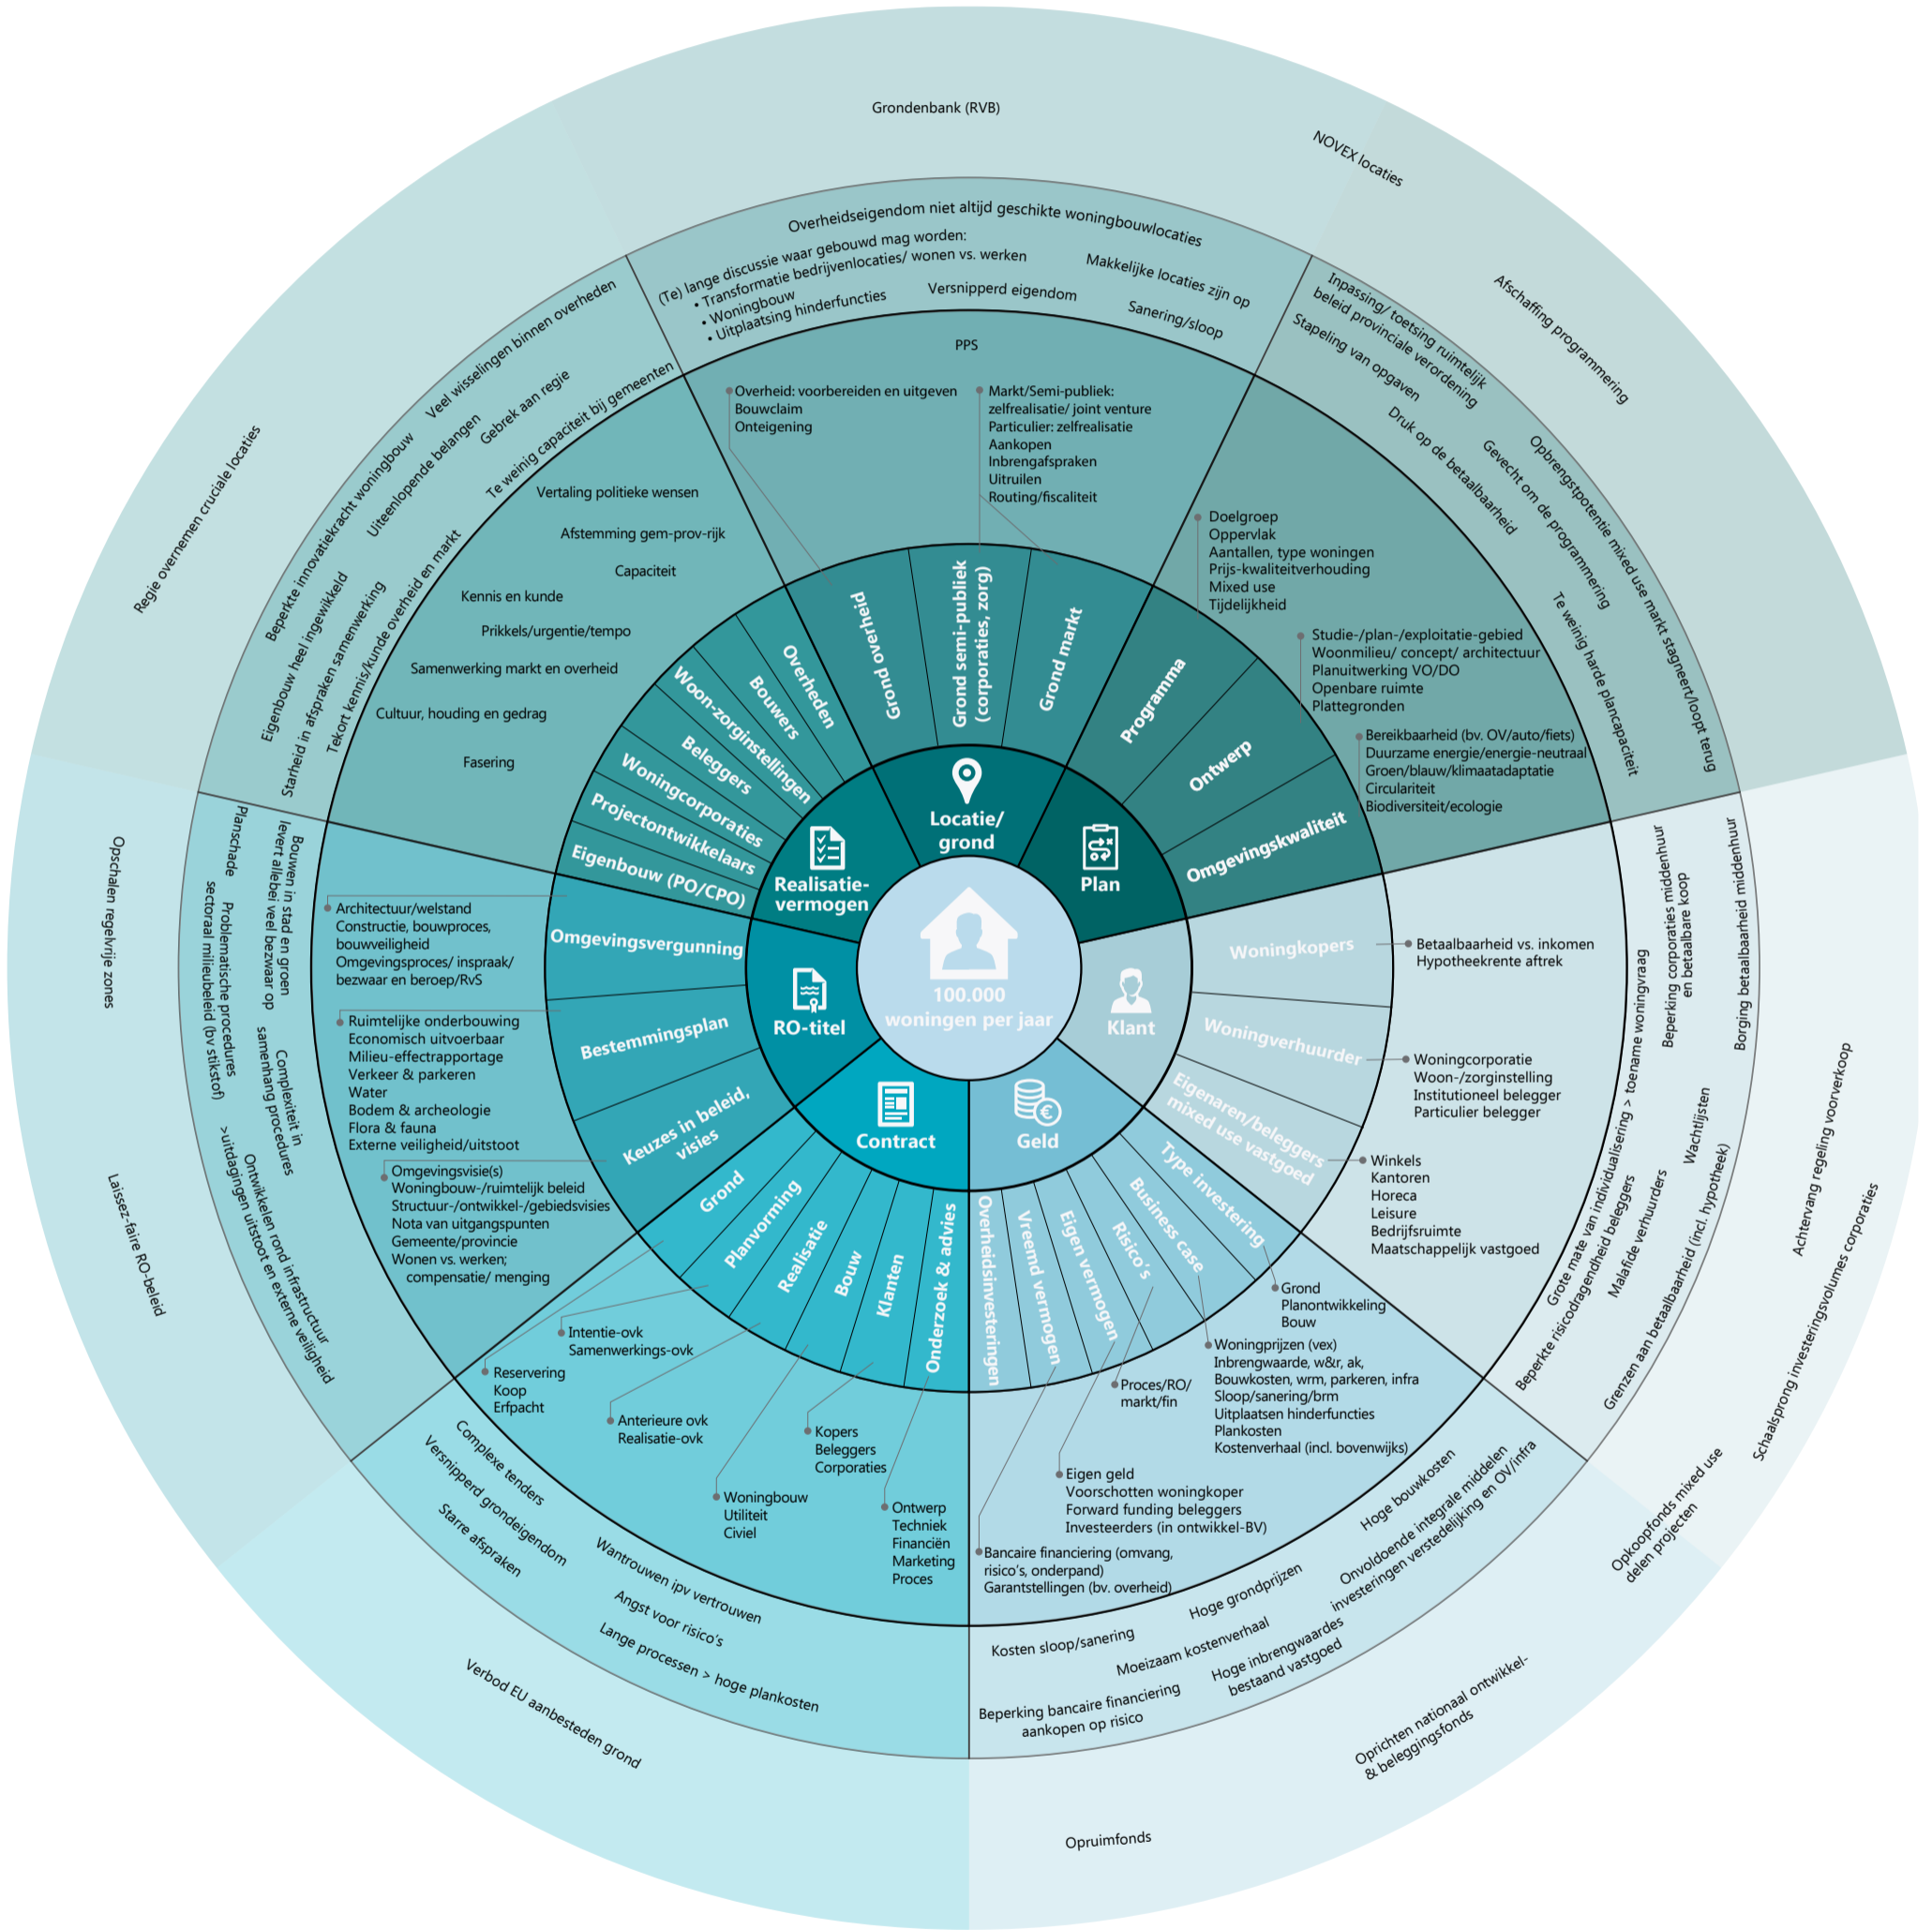 100.000
woningen per jaar
Locatie/
grond
Plan
Klant
Geld
Contract
RO-titel
Realisatie-
vermogen
Grond overheid
Grond semi-publiek
(corporaties, zorg)
Grond markt
Programma
Ontwerp
Omgevingskwaliteit
Woningkopers
Woningverhuurder
Eigenaren/beleggers
mixed use vastgoed
Type investering
Business case
Risico's
Eigen vermogen
Vreemd vermogen
Overheidsinvesteringen
Onderzoek & advies
Klanten
Bouw
Realisatie
Planvorming
Grond
Keuzes in beleid,
visies
Bestemmingsplan
Omgevingsvergunning
Eigenbouw (PO/CPO)
Projectontwikkelaars
Woningcorporaties
Beleggers
Woon-zorginstellingen
Bouwers
Overheden
PPS
Overheid: voorbereiden en uitgeven
Bouwclaim
Onteigening
Markt/Semi-publiek:
zelfrealisatie/ joint venture
Particulier: zelfrealisatie
Aankopen
Inbrengafspraken
Uitruilen
Routing/fiscaliteit
Doelgroep
Oppervlak
Aantallen, type woningen
Prijs-kwaliteitverhouding
Mixed use
Tijdelijkheid
Studie-/plan-/exploitatie-gebied
Woonmilieu/ concept/ architectuur
Planuitwerking VO/DO
Openbare ruimte
Plattegronden
Bereikbaarheid (bv. OV/auto/fiets)
Duurzame energie/energie-neutraal
Groen/blauw/klimaatadaptatie
Circulariteit
Biodiversiteit/ecologie
Betaalbaarheid vs. inkomen
Hypotheekrente aftrek
Woningcorporatie
Woon-/zorginstelling
Institutioneel belegger
Particulier belegger
Winkels
Kantoren
Horeca
Leisure
Bedrijfsruimte
Maatschappelijk vastgoed
Grond
Planontwikkeling
Bouw
Woningprijzen (vex)
Inbrengwaarde, w&r, ak,
Bouwkosten, wrm, parkeren, infra
Sloop/sanering/brm
Uitplaatsen hinderfuncties
Plankosten
Kostenverhaal (incl. bovenwijks)
Proces/RO/
markt/fin
Eigen geld
Voorschotten woningkoper
Forward funding beleggers
Investeerders (in ontwikkel-BV)
Bancaire financiering (omvang,
risico's, onderpand)
Garantstellingen (bv. overheid)
Ontwerp
Techniek
Financiën
Marketing
Proces
Kopers
Beleggers
Corporaties
Woningbouw
Utiliteit
Civiel
Anterieure ovk
Realisatie-ovk
Intentie-ovk
Samenwerkings-ovk
Reservering
Koop
Erfpacht
Omgevingsvisie(s)
Woningbouw-/ruimtelijk beleid
Structuur-/ontwikkel-/gebiedsvisies
Nota van uitgangspunten
Gemeente/provincie
Wonen vs. werken;
compensatie/ menging
Ruimtelijke onderbouwing
Economisch uitvoerbaar
Milieu-effectrapportage
Verkeer & parkeren
Water
Bodem & archeologie
Flora & fauna
Externe veiligheid/uitstoot
Architectuur/welstand
Constructie, bouwproces,
bouwveiligheid
Omgevingsproces/ inspraak/
bezwaar en beroep/RvS
Vertaling politieke wensen
Afstemming gem-prov-rijk
Capaciteit
Kennis en kunde
Prikkels/urgentie/tempo
Samenwerking markt en overheid
Cultuur, houding en gedrag
Fasering
Overheidseigendom niet altijd geschikte woningbouwlocaties
(Te) lange discussie waar gebouwd mag worden:
• Transformatie bedrijvenlocaties/ wonen vs. werken
• Woningbouw
• Uitplaatsing hinderfuncties
Versnipperd eigendom
Makkelijke locaties zijn op
Sanering/sloop
Inpassing/ toetsing ruimtelijk
beleid provinciale verordening
Stapeling van opgaven
Druk op de betaalbaarheid
Opbrengstpotentie mixed use markt stagneert/loopt terug
Gevecht om de programmering
Te weinig harde plancapaciteit
Borging betaalbaarheid middenhuur
Beperking corporaties middenhuur
en betaalbare koop
Grote mate van individualisering > toename woningvraag
Wachtlijsten
Malafide verhuurders
Beperkte risicodragendheid beleggers
Grenzen aan betaalbaarheid (incl. hypotheek)
Hoge bouwkosten
Onvoldoende integrale middelen
investeringen verstedelijking en OV/infra
Hoge grondprijzen
Kosten sloop/sanering
Moeizaam kostenverhaal
Hoge inbrengwaardes
bestaand vastgoed
Beperking bancaire financiering
aankopen op risico
Complexe tenders
Versnipperd grondeigendom
Starre afspraken
Wantrouwen ipv vertrouwen
Angst voor risico's
Lange processen > hoge plankosten
Planschade
Bouwen in stad en groen
levert allebei veel bezwaar op
Problematische procedures
sectoraal milieubeleid (bv stikstof)
Complexiteit in
samenhang procedures
Ontwikkelen rond infrastructuur
>uitdagingen uitstoot en externe veiligheid
Veel wisselingen binnen overheden
Gebrek aan regie
Te weinig capaciteit bij gemeenten
Beperkte innovatiekracht woningbouw
Uiteenlopende belangen
Eigenbouw heel ingewikkeld
Starheid in afspraken samenwerking
Tekort kennis/kunde overheid en markt
Grondenbank (RVB)
NOVEX locaties
Afschaffing programmering
Achtervang regeling voorverkoop
Schaalsprong investeringsvolumes corporaties
Opkoopfonds mixed use
delen projecten
Oprichten nationaal ontwikkel-
& beleggingsfonds
Opruimfonds
Verbod EU aanbesteden grond
Laissez-faire RO-beleid
Opschalen regelvrije zones
Regie overnemen cruciale locaties